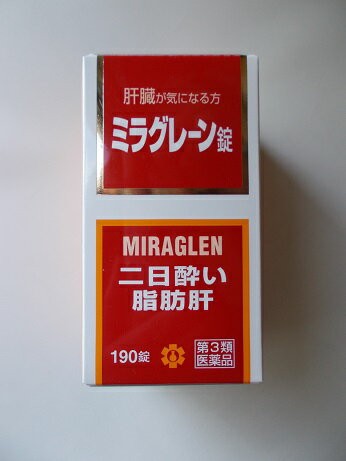 肝臓が気になる方
ミラグレーン錠
MIRAGLEN
二日酔い
脂肪肝
190錠
第3類
医薬品